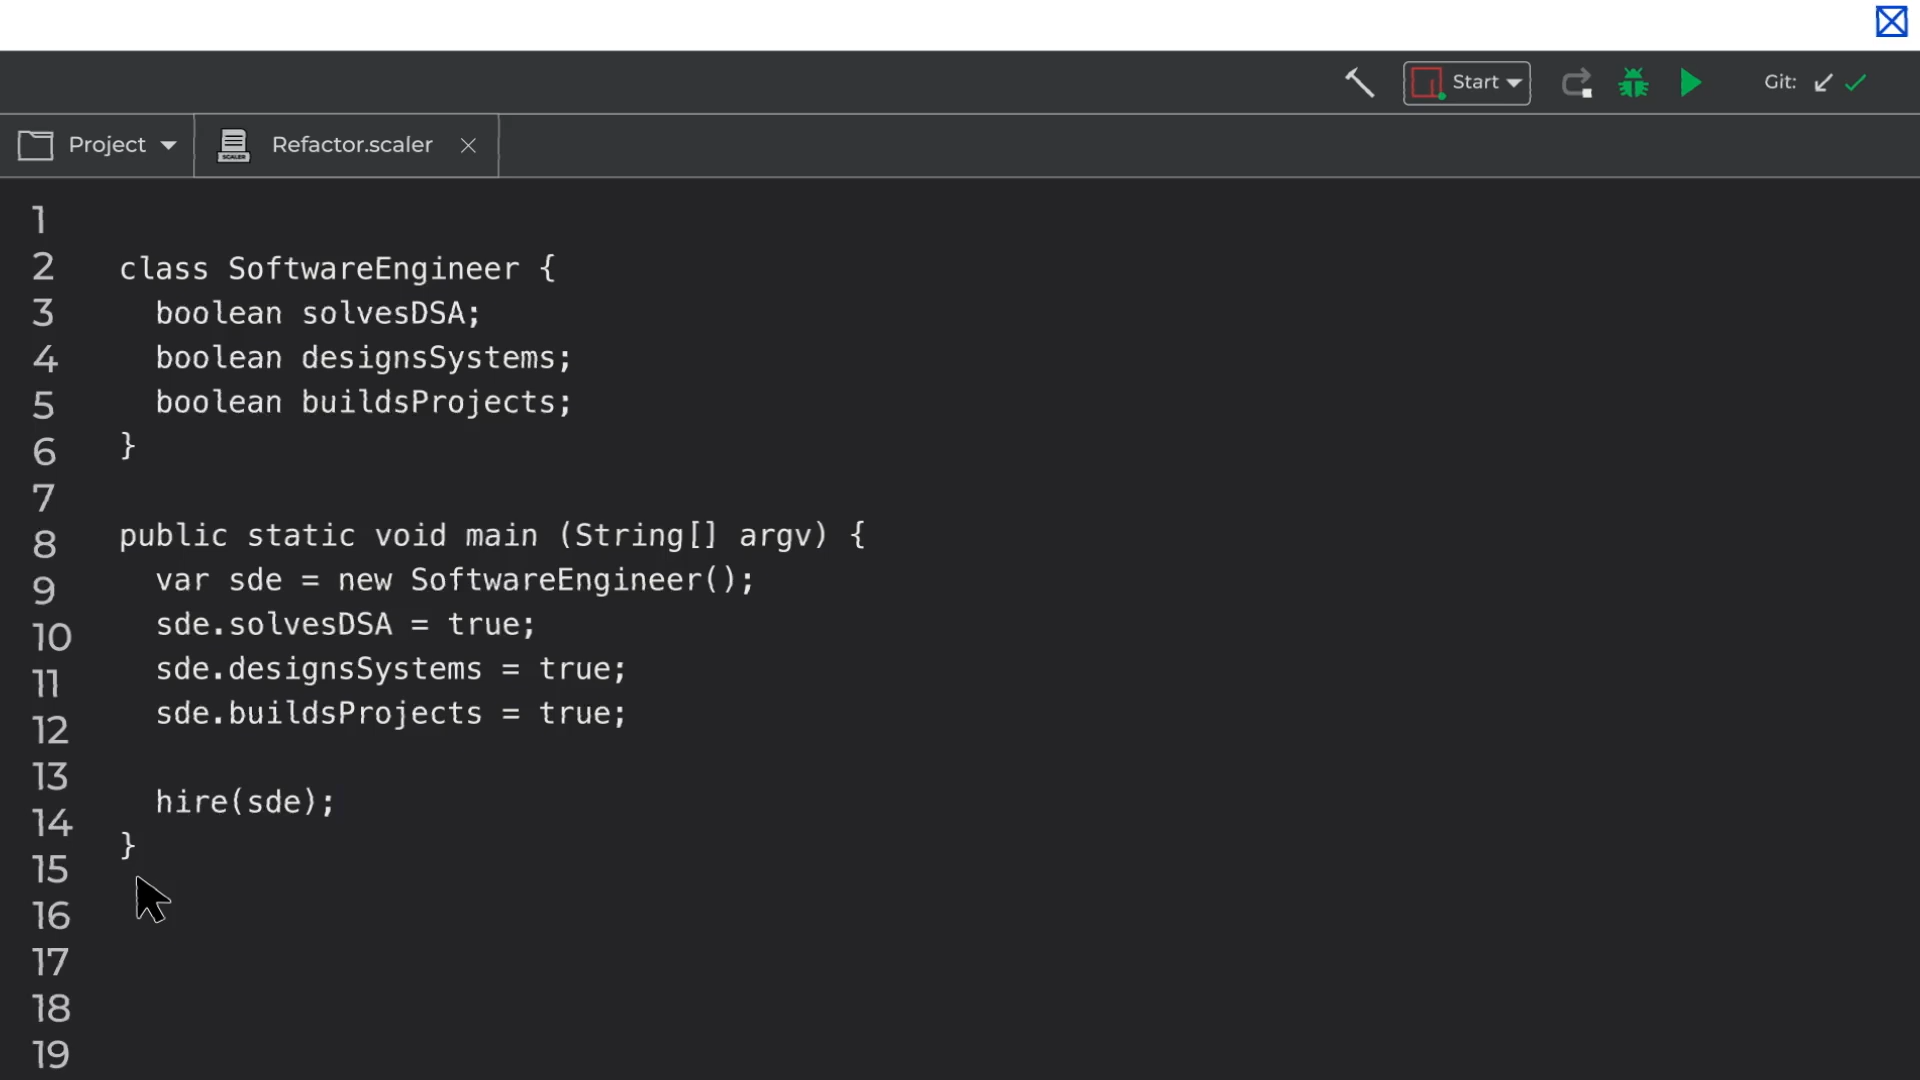 Start
Git:
Project
SCALER
Refactor.scaler
1
2 class SoftwareEngineer {
3 boolean solvesDSA;
4 boolean designsSystems;
5 boolean buildsProjects;
6 }
7
8 public static void main (String[] argv) {
9 var sde = new SoftwareEngineer();
10 sde.solvesDSA = true;
11 sde.designsSystems = true;
12 sde.buildsProjects = true;
13
14 hire(sde);
15 }
16
17
18
19